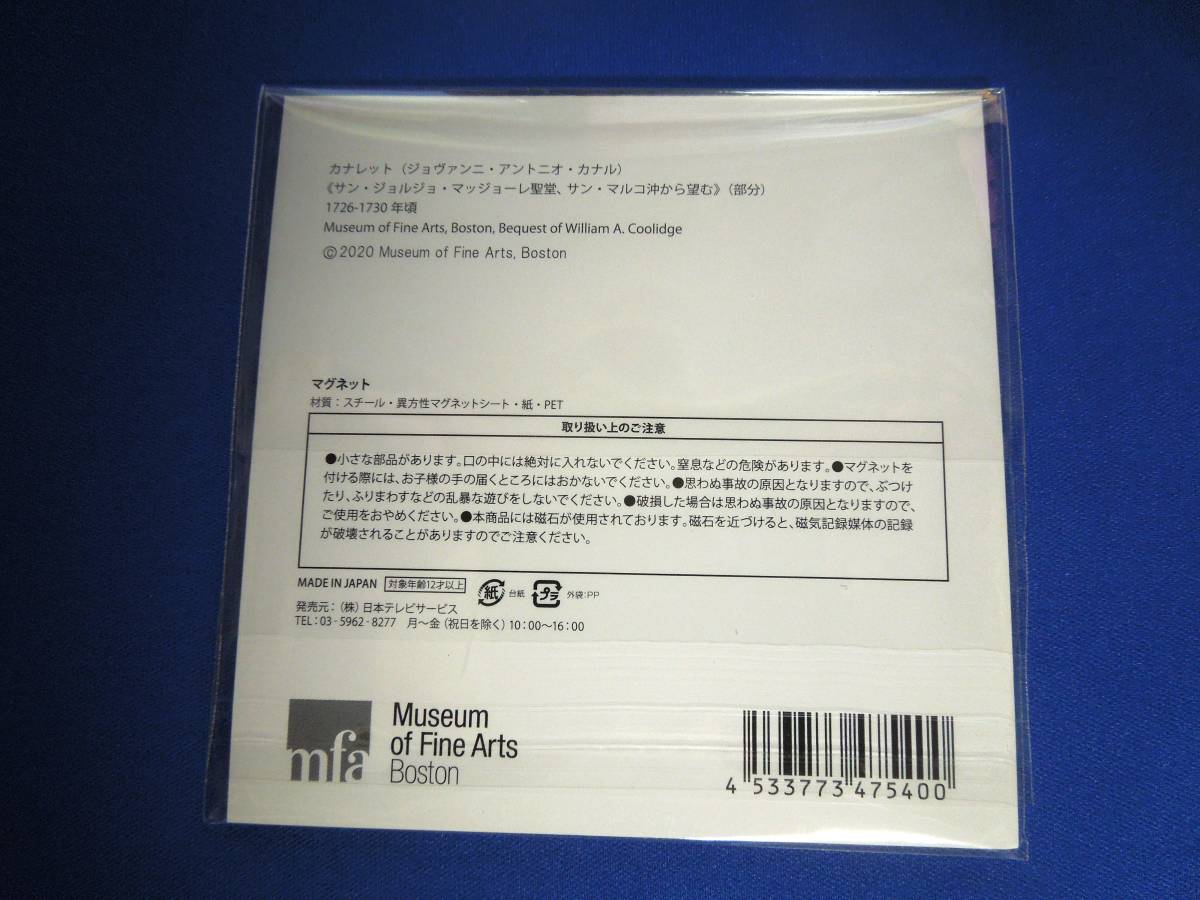 カナレット（ジョヴァンニ・アントニオ・カナル）
《サン・ジョルジョ・マッジョーレ聖堂、サン・マルコ沖から望む》（部分）
1726-1730 年頃
Museum of Fine Arts, Boston, Bequest of William A. Coolidge
©2020 Museum of Fine Arts, Boston
マグネット
材質：スチール・異方性マグネットシート・紙・PET
取り扱い上のご注意
●小さな部品があります。口の中には絶対に入れないでください。窒息などの危険があります。●マグネットを
付ける際には、お子様の手の届くところにはおかないでください。●思わぬ事故の原因となりますので、ぶつけ
たり、ふりまわすなどの乱暴な遊びをしないでください。●破損した場合は思わぬ事故の原因となりますので、
ご使用をおやめください。●本商品には磁石が使用されております。磁石を近づけると、磁気記録媒体の記録
が破壊されることがありますのでご注意ください。
MADE IN JAPAN 対象年齢12才以上 紙 台紙 プラ 外袋：PP
発売元：（株）日本テレビサービス
TEL：03-5962-8277 月～金（祝日を除く）10：00～16：00
mfa
Museum
of Fine Arts
Boston
4 533773 475400